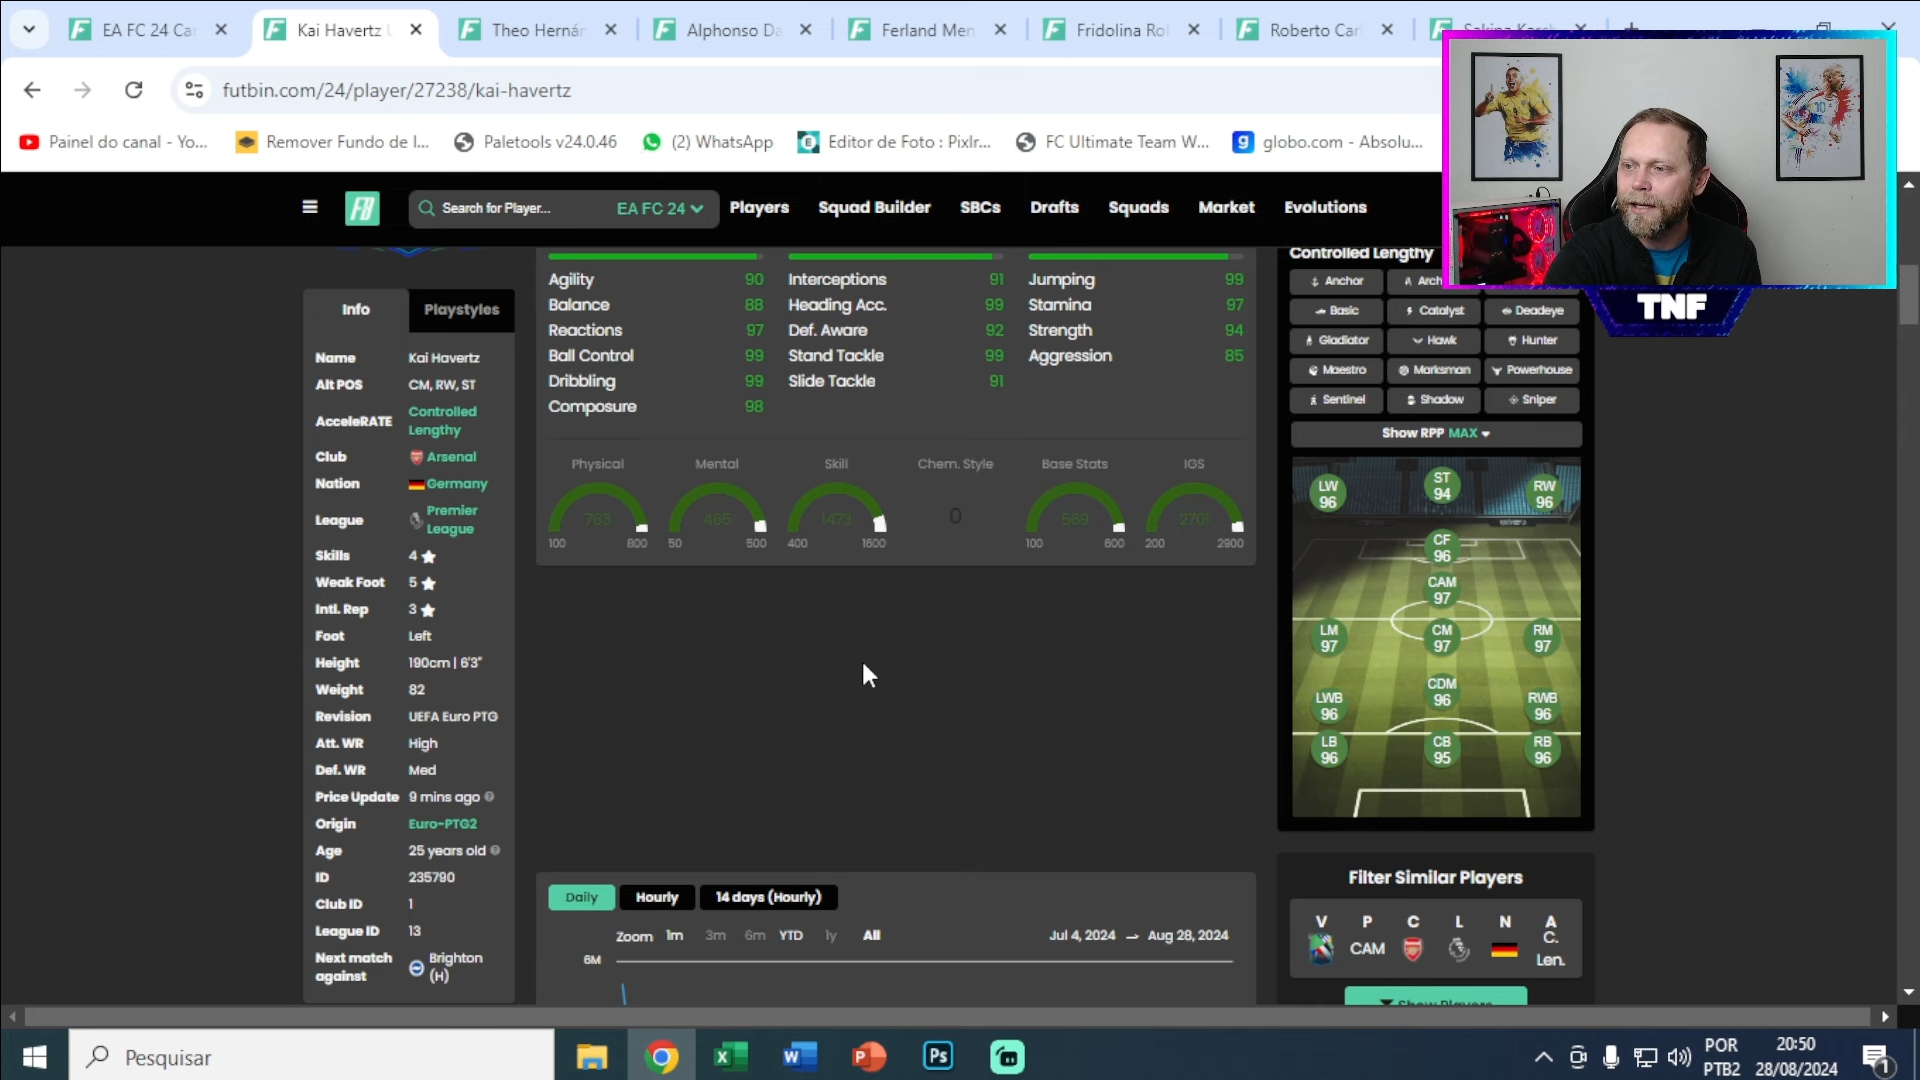 EA FC 24 Ca
Kai Havertz
Theo Hernán
Alphonso Da
Ferland Men
Fridolina Rol
Roberto Carl
futbin.com/24/player/27238/kai-havertz
Painel do canal - Yo...
Remover Fundo de I...
Paletools v24.0.46
(2) WhatsApp
Editor de Foto : Pixlr...
FC Ultimate Team W...
globo.com - Absolu...
Search for Player...
EA FC 24
Players
Squad Builder
SBCs
Drafts
Squads
Market
Evolutions
TNF
Info
Playstyles
Name Kai Havertz
Alt POS CM, RW, ST
AcceleRATE Controlled Lengthy
Club Arsenal
Nation Germany
League Premier League
Skills 4
Weak Foot 5
Intl. Rep 3
Foot Left
Height 190cm | 6'3"
Weight 82
Revision UEFA Euro PTG
Att. WR High
Def. WR Med
Price Update 9 mins ago
Origin Euro-PTG2
Age 25 years old
ID 235790
Club ID 1
League ID 13
Next match against Brighton (H)
Agility 90
Balance 88
Reactions 97
Ball Control 99
Dribbling 99
Composure 98
Interceptions 91
Heading Acc. 99
Def. Aware 92
Stand Tackle 99
Slide Tackle 91
Jumping 99
Stamina 97
Strength 94
Aggression 85
Physical
763
100 800
Mental
465
50 500
Skill
1473
400 1600
Chem. Style
0
Base Stats
569
100 600
IGS
2701
200 2900
Daily
Hourly
14 days (Hourly)
Zoom 1m 3m 6m YTD 1y All
Jul 4, 2024 → Aug 28, 2024
6M
Controlled Lengthy
Anchor
Basic Catalyst Deadeye
Gladiator Hawk Hunter
Maestro Marksman Powerhouse
Sentinel Shadow Sniper
Show RPP MAX
LW 96
ST 94
RW 96
CF 96
CAM 97
LM 97
CM 97
RM 97
LWB 96
CDM 96
RWB 96
LB 96
CB 95
RB 96
Filter Similar Players
V P C L N A
CAM
C. Len.
Show Players
Pesquisar
POR
PTB2
20:50
28/08/2024
1